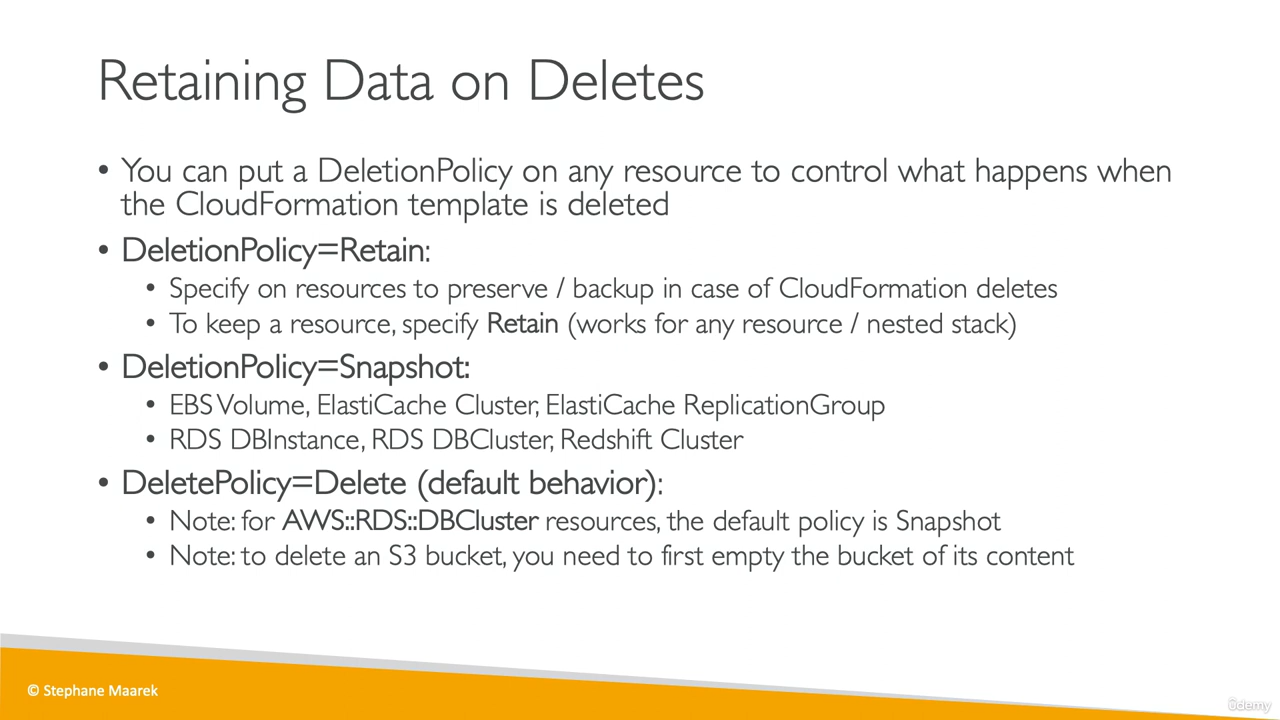 Retaining Data on Deletes
• You can put a DeletionPolicy on any resource to control what happens when
the CloudFormation template is deleted
• DeletionPolicy=Retain:
• Specify on resources to preserve / backup in case of CloudFormation deletes
• To keep a resource, specify Retain (works for any resource / nested stack)
• DeletionPolicy=Snapshot:
• EBS Volume, ElastiCache Cluster, ElastiCache ReplicationGroup
• RDS DBInstance, RDS DBCluster, Redshift Cluster
• DeletePolicy=Delete (default behavior):
• Note: for AWS::RDS::DBCluster resources, the default policy is Snapshot
• Note: to delete an S3 bucket, you need to first empty the bucket of its content
© Stephane Maarek
ûdemy